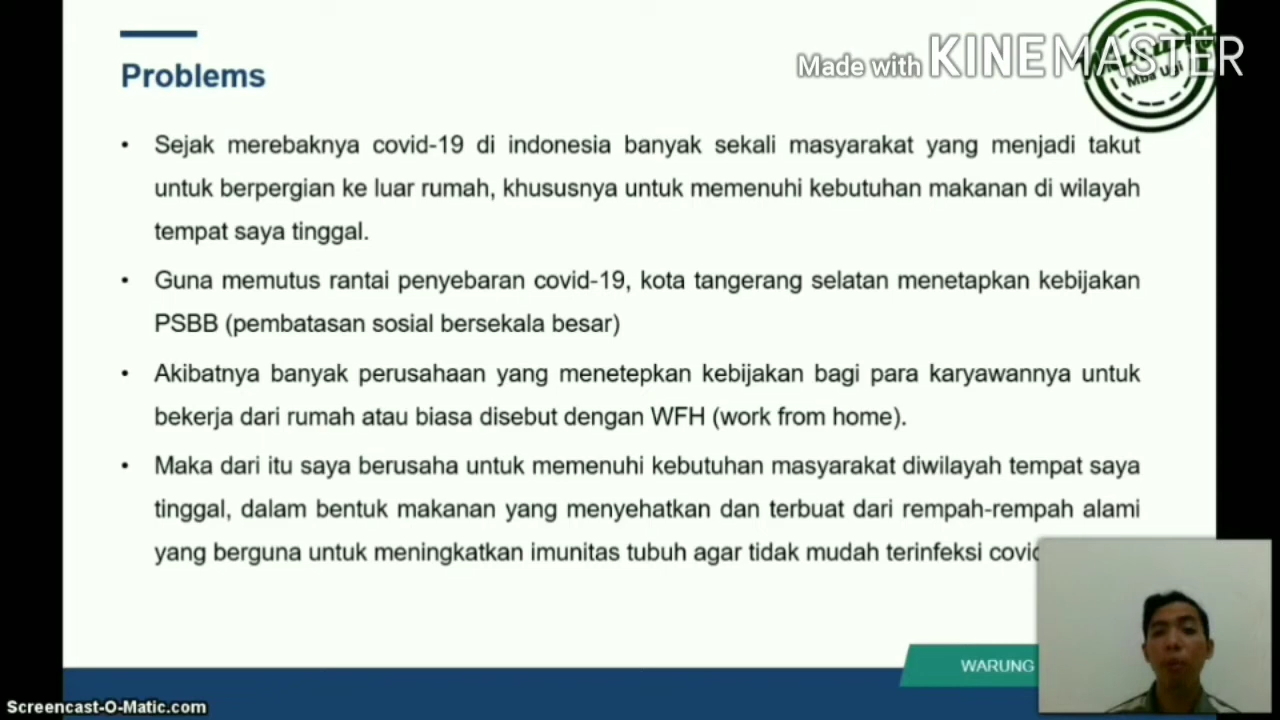 Made with KINEMASTER
Mba Ugi
Problems
• Sejak merebaknya covid-19 di indonesia banyak sekali masyarakat yang menjadi takut
untuk berpergian ke luar rumah, khususnya untuk memenuhi kebutuhan makanan di wilayah
tempat saya tinggal.
• Guna memutus rantai penyebaran covid-19, kota tangerang selatan menetapkan kebijakan
PSBB (pembatasan sosial bersekala besar)
• Akibatnya banyak perusahaan yang menetepkan kebijakan bagi para karyawannya untuk
bekerja dari rumah atau biasa disebut dengan WFH (work from home).
• Maka dari itu saya berusaha untuk memenuhi kebutuhan masyarakat diwilayah tempat saya
tinggal, dalam bentuk makanan yang menyehatkan dan terbuat dari rempah-rempah alami
yang berguna untuk meningkatkan imunitas tubuh agar tidak mudah terinfeksi
WARUNG
Screencast-O-Matic.com